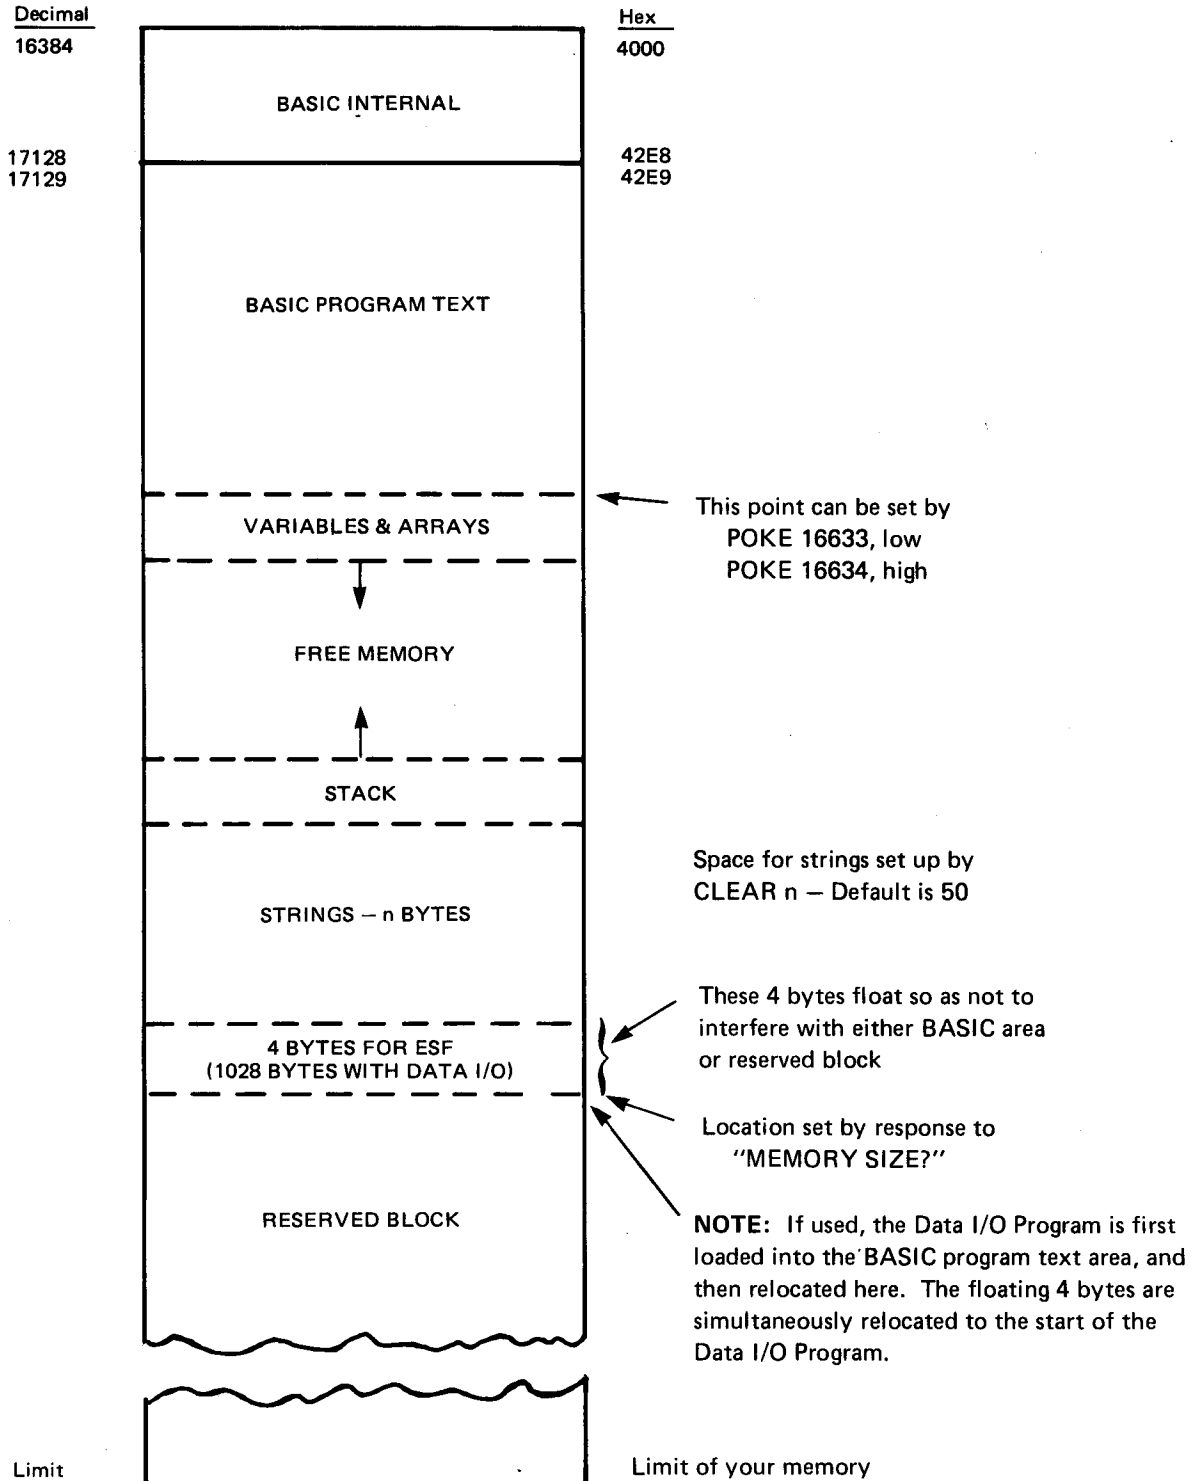 Decimal
Hex
16384
4000
BASIC INTERNAL
17128
42E8
17129
42E9
BASIC PROGRAM TEXT
This point can be set by
POKE 16633, low
POKE 16634, high
VARIABLES & ARRAYS
FREE MEMORY
STACK
Space for strings set up by
CLEAR n — Default is 50
STRINGS — n BYTES
These 4 bytes float so as not to
interfere with either BASIC area
or reserved block
4 BYTES FOR ESF
(1028 BYTES WITH DATA I/O)
Location set by response to
"MEMORY SIZE?"
RESERVED BLOCK
NOTE: If used, the Data I/O Program is first
loaded into the BASIC program text area, and
then relocated here. The floating 4 bytes are
simultaneously relocated to the start of the
Data I/O Program.
Limit
Limit of your memory